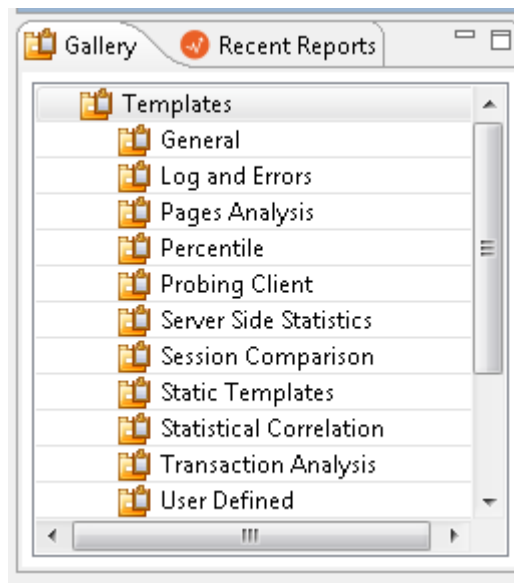 Gallery Recent Reports
Templates
General
Log and Errors
Pages Analysis
Percentile
Probing Client
Server Side Statistics
Session Comparison
Static Templates
Statistical Correlation
Transaction Analysis
User Defined